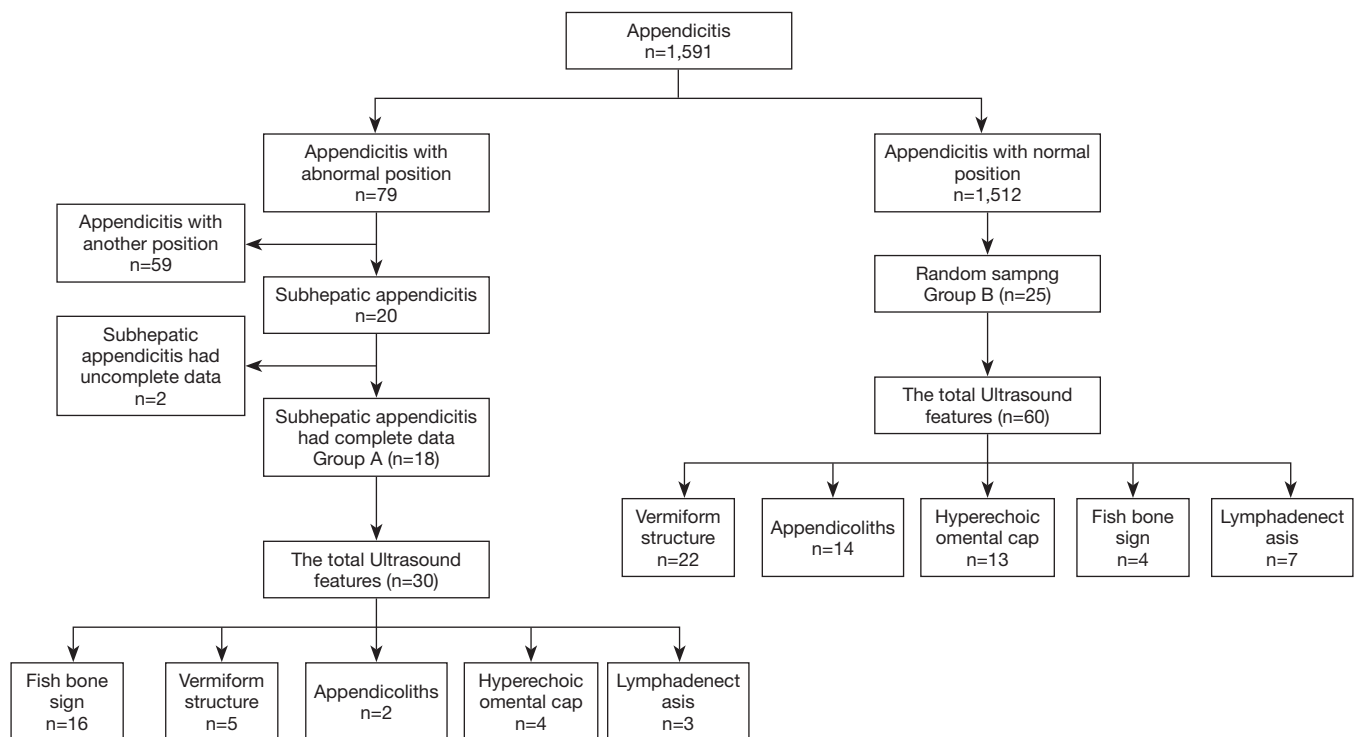 Appendicitis
n=1,591
Appendicitis with
abnormal position
n=79
Appendicitis with normal
position
n=1,512
Appendicitis with
another position
n=59
Random sampng
Group B (n=25)
Subhepatic appendicitis
n=20
Subhepatic
appendicitis had
uncomplete data
n=2
The total Ultrasound
features (n=60)
Subhepatic appendicitis
had complete data
Group A (n=18)
Vermiform
structure
n=22
Appendicoliths
n=14
Hyperechoic
omental cap
n=13
Fish bone
sign
n=4
Lymphadenect
asis
n=7
The total Ultrasound
features (n=30)
Fish bone
sign
n=16
Vermiform
structure
n=5
Appendicoliths
n=2
Hyperechoic
omental cap
n=4
Lymphadenect
asis
n=3